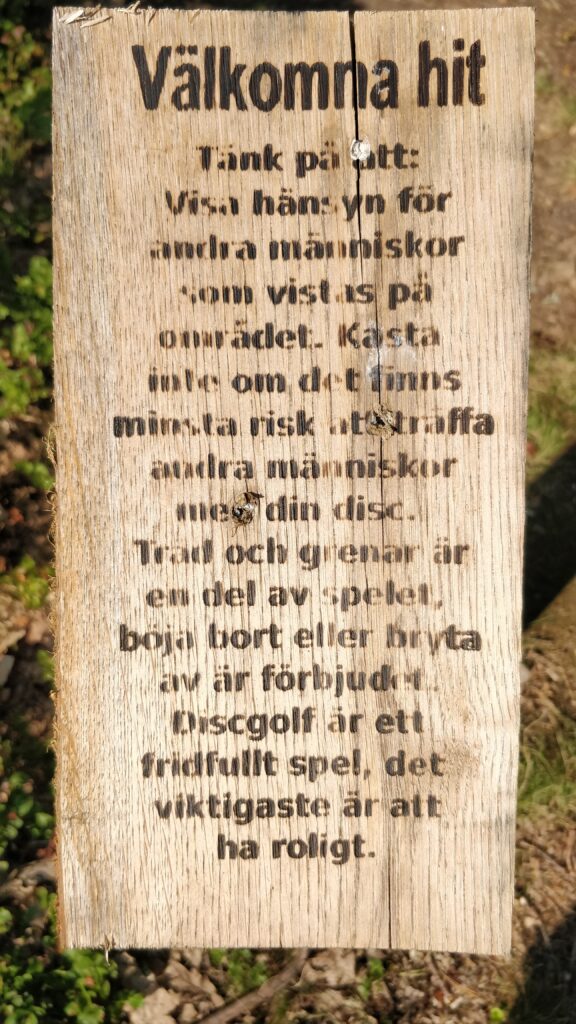 Välkomna hit
Tänk på att:
Visa hänsyn för
andra människor
som vistas på
området. Kasta
inte om det finns
minsta risk att träffa
andra människor
med din disc.
Träd och grenar är
en del av spelet,
böja bort eller bryta
av är förbjudet.
Discgolf är ett
fridfullt spel, det
viktigaste är att
ha roligt.